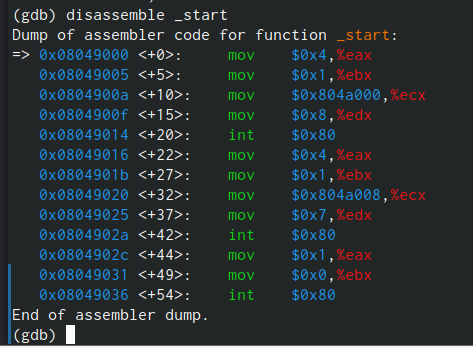 (gdb) disassemble _start
Dump of assembler code for function _start:
=> 0x08049000 <+0>:     mov    $0x4,%eax
   0x08049005 <+5>:     mov    $0x1,%ebx
   0x0804900a <+10>:    mov    $0x804a000,%ecx
   0x0804900f <+15>:    mov    $0x8,%edx
   0x08049014 <+20>:    int    $0x80
   0x08049016 <+22>:    mov    $0x4,%eax
   0x0804901b <+27>:    mov    $0x1,%ebx
   0x08049020 <+32>:    mov    $0x804a008,%ecx
   0x08049025 <+37>:    mov    $0x7,%edx
   0x0804902a <+42>:    int    $0x80
   0x0804902c <+44>:    mov    $0x1,%eax
   0x08049031 <+49>:    mov    $0x0,%ebx
   0x08049036 <+54>:    int    $0x80
End of assembler dump.
(gdb)